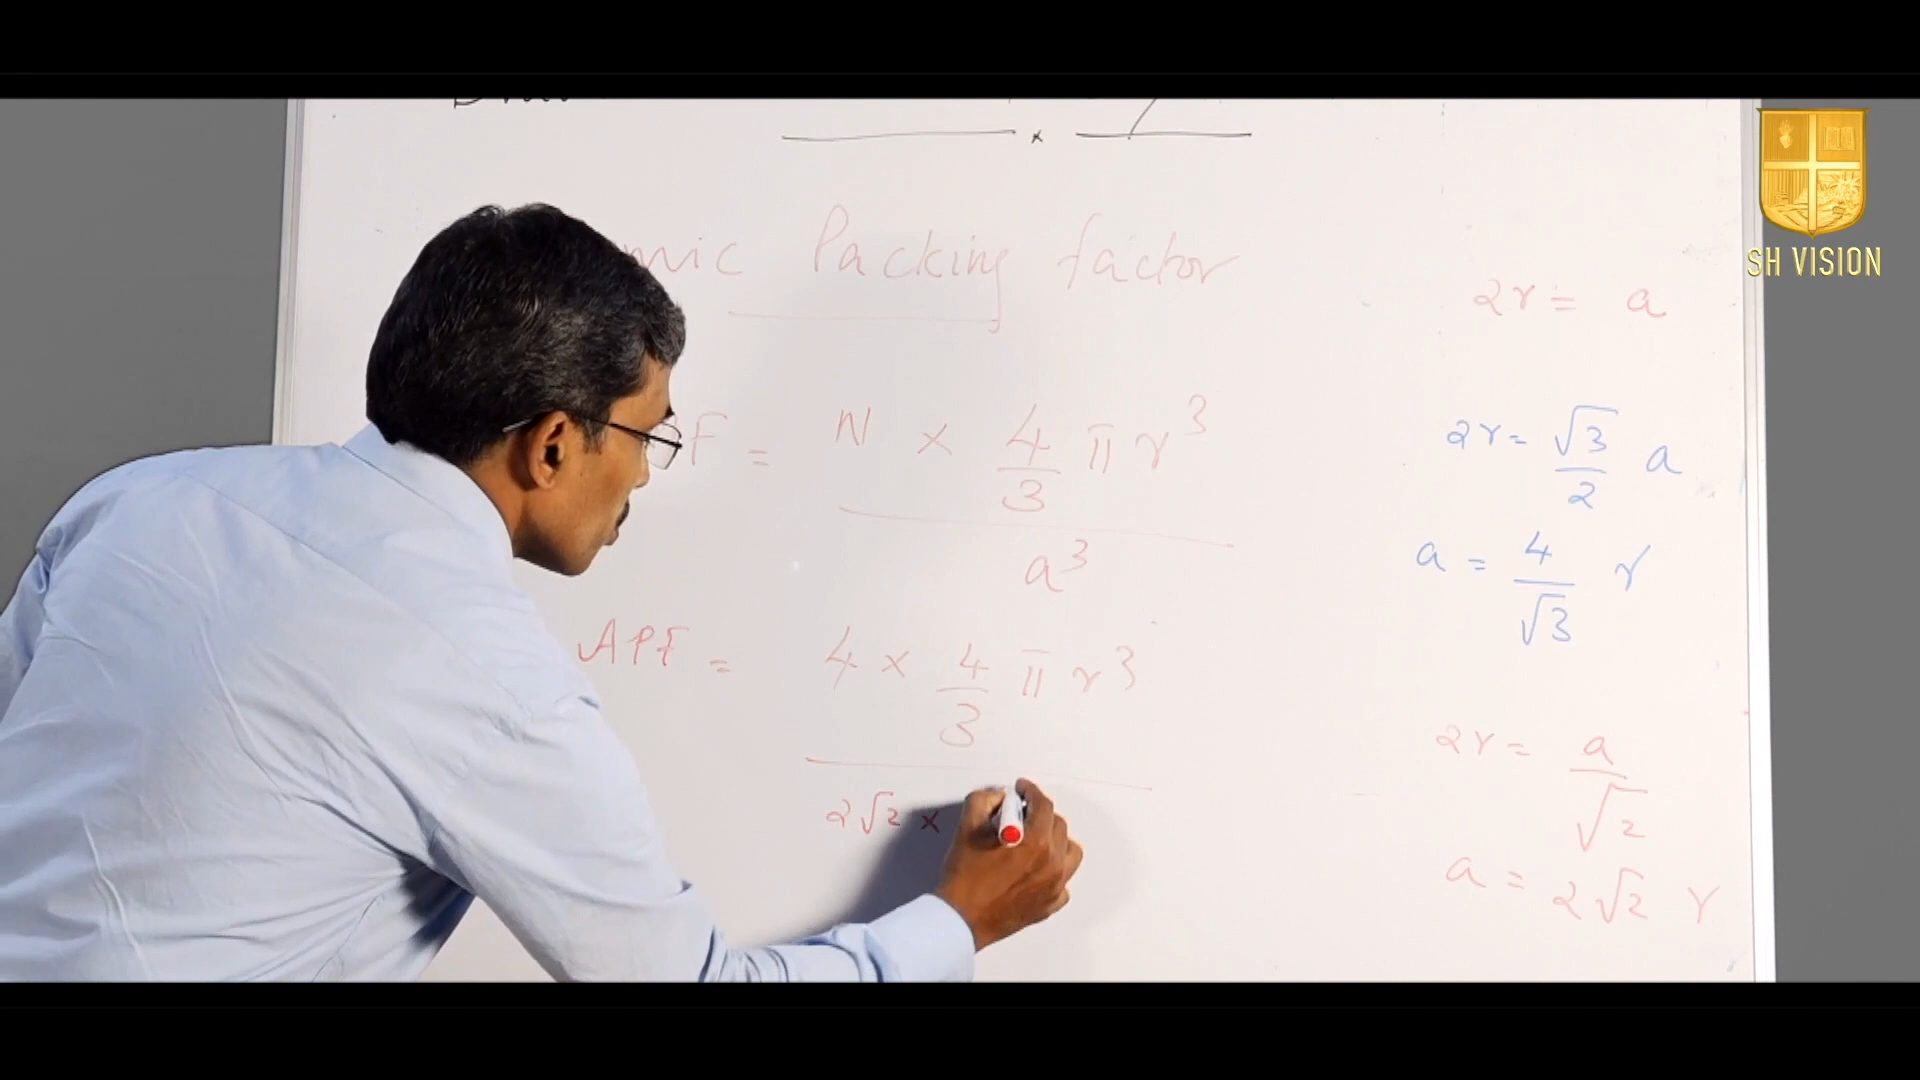 SH VISION
Packing factor
2r = a
= N × 4/3 π r³ / a³
2r = √3/2 a
a = 4/√3 r
APF = 4 × 4/3 π r³ / 2√2 ×
2r = a/√2
a = 2√2 r